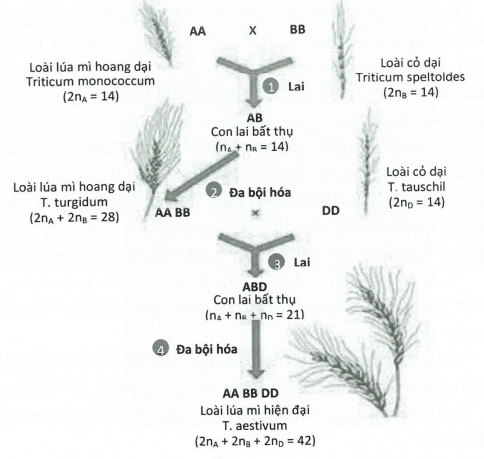 AA X BB
Loài lúa mì hoang dại
Triticum monococcum
(2nA = 14)
Loài cỏ dại
Triticum speltoldes
(2nB = 14)
1 Lai
AB
Con lai bất thụ
(nA + nB = 14)
2 Đa bội hóa
Loài lúa mì hoang dại
T. turgidum
(2nA + 2nB = 28)
Loài cỏ dại
T. tauschil
(2nD = 14)
AA BB x DD
3 Lai
ABD
Con lai bất thụ
(nA + nB + nD = 21)
4 Đa bội hóa
AA BB DD
Loài lúa mì hiện đại
T. aestivum
(2nA + 2nB + 2nD = 42)